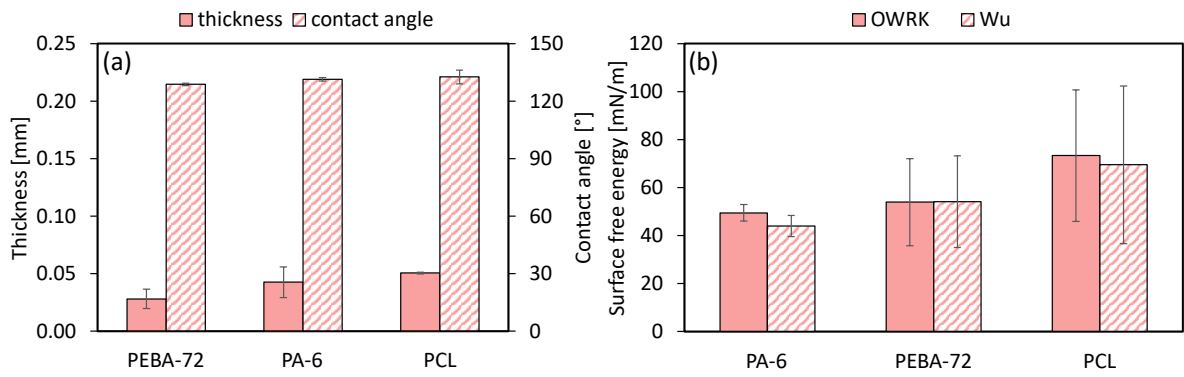 thickness contact angle
(a)
Thickness [mm]
0.25
0.20
0.15
0.10
0.05
0.00
150
120
90
60
30
0
Contact angle [°]
PEBA-72 PA-6 PCL
OWRK Wu
(b)
Surface free energy [mN/m]
120
100
80
60
40
20
0
PA-6 PEBA-72 PCL